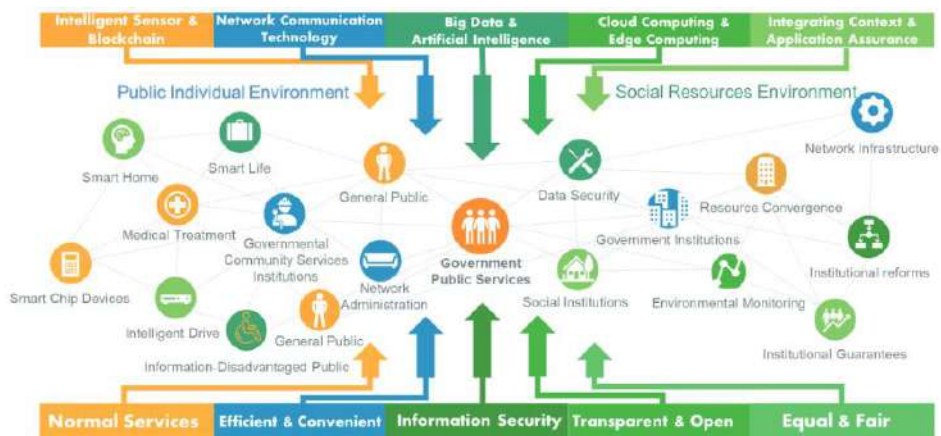 Intelligent Sensor &
Blockchain
Network Communication
Technology
Big Data &
Artificial Intelligence
Cloud Computing &
Edge Computing
Integrating Context &
Application Assurance
Public Individual Environment
Social Resources Environment
Smart Home
Smart Life
General Public
Data Security
Network Infrastructure
Medical Treatment
Governmental
Community Services
Institutions
Resource Convergence
Government Institutions
Government
Public Services
Smart Chip Devices
Network
Administration
Social Institutions
Environmental Monitoring
Institutional reforms
Intelligent Drive
Information-Disadvantaged Public
General Public
Institutional Guarantees
Normal Services
Efficient & Convenient
Information Security
Transparent & Open
Equal & Fair